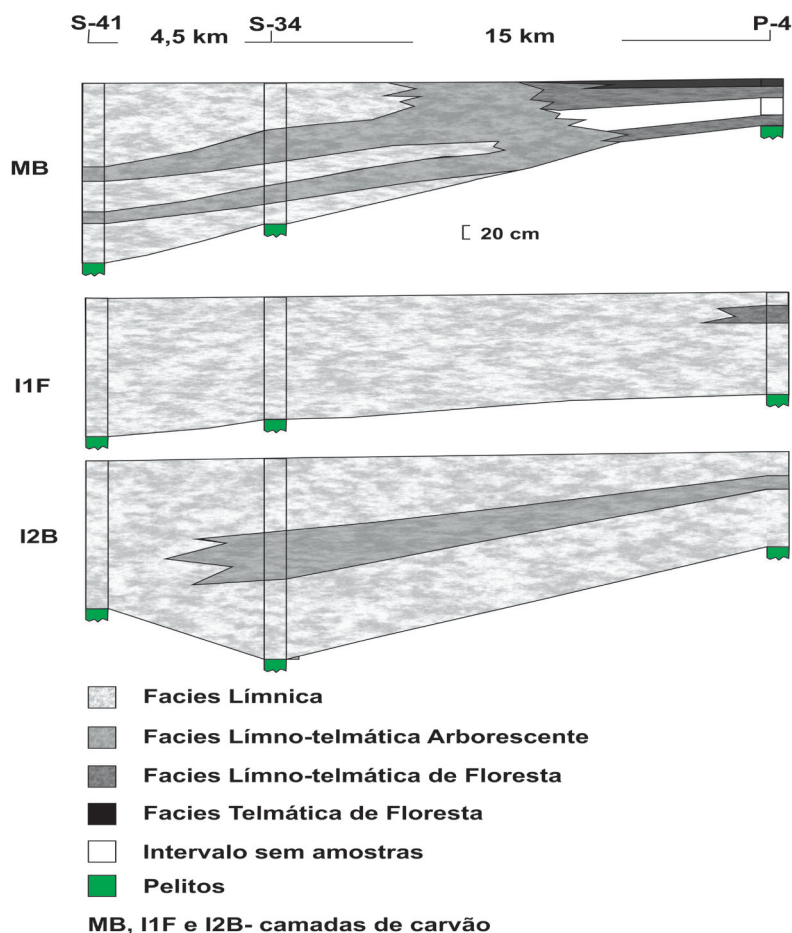 S-41 4,5 km S-34 15 km P-4
MB
20 cm
I1F
I2B
Facies Límnica
Facies Límno-telmática Arborescente
Facies Límno-telmática de Floresta
Facies Telmática de Floresta
Intervalo sem amostras
Pelitos
MB, I1F e I2B- camadas de carvão